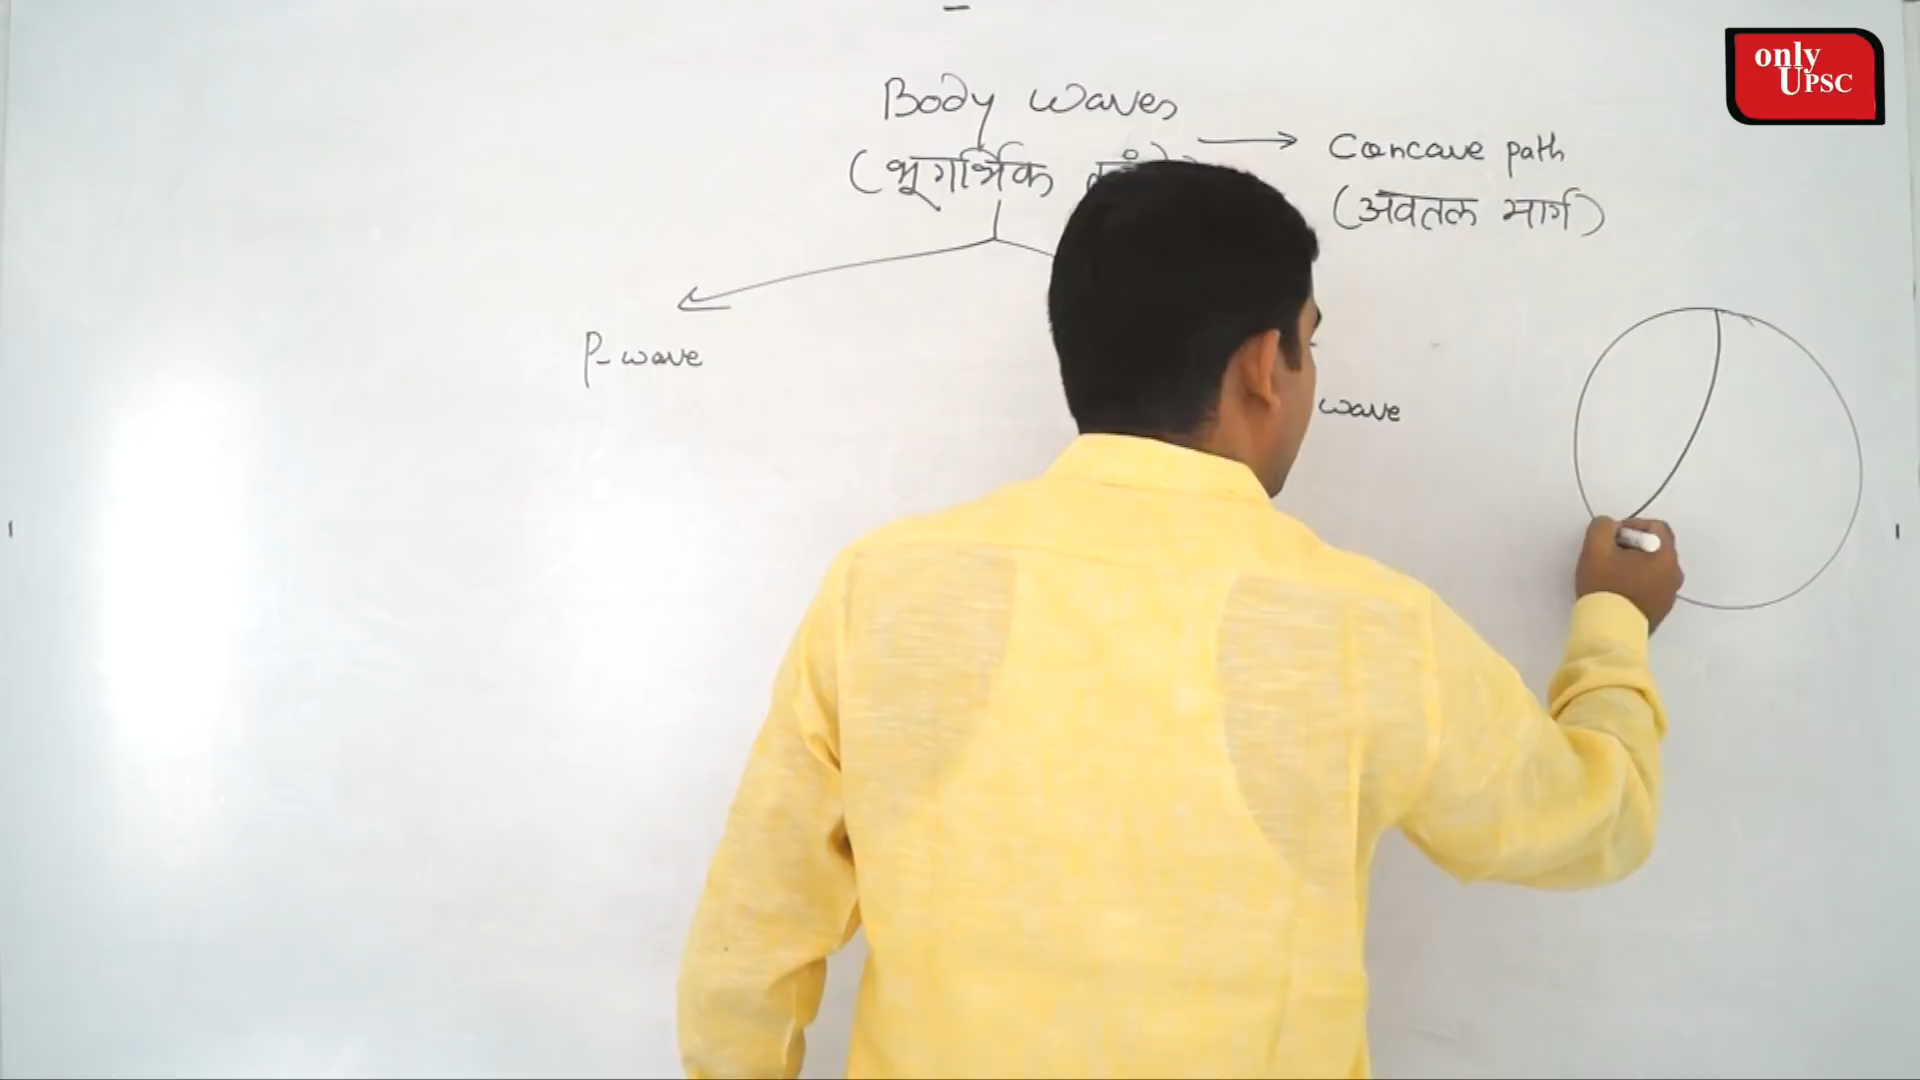 Body waves
(भूगर्भिक
Concave path
(अवतल मार्ग)
P-wave
wave
only
UPSC